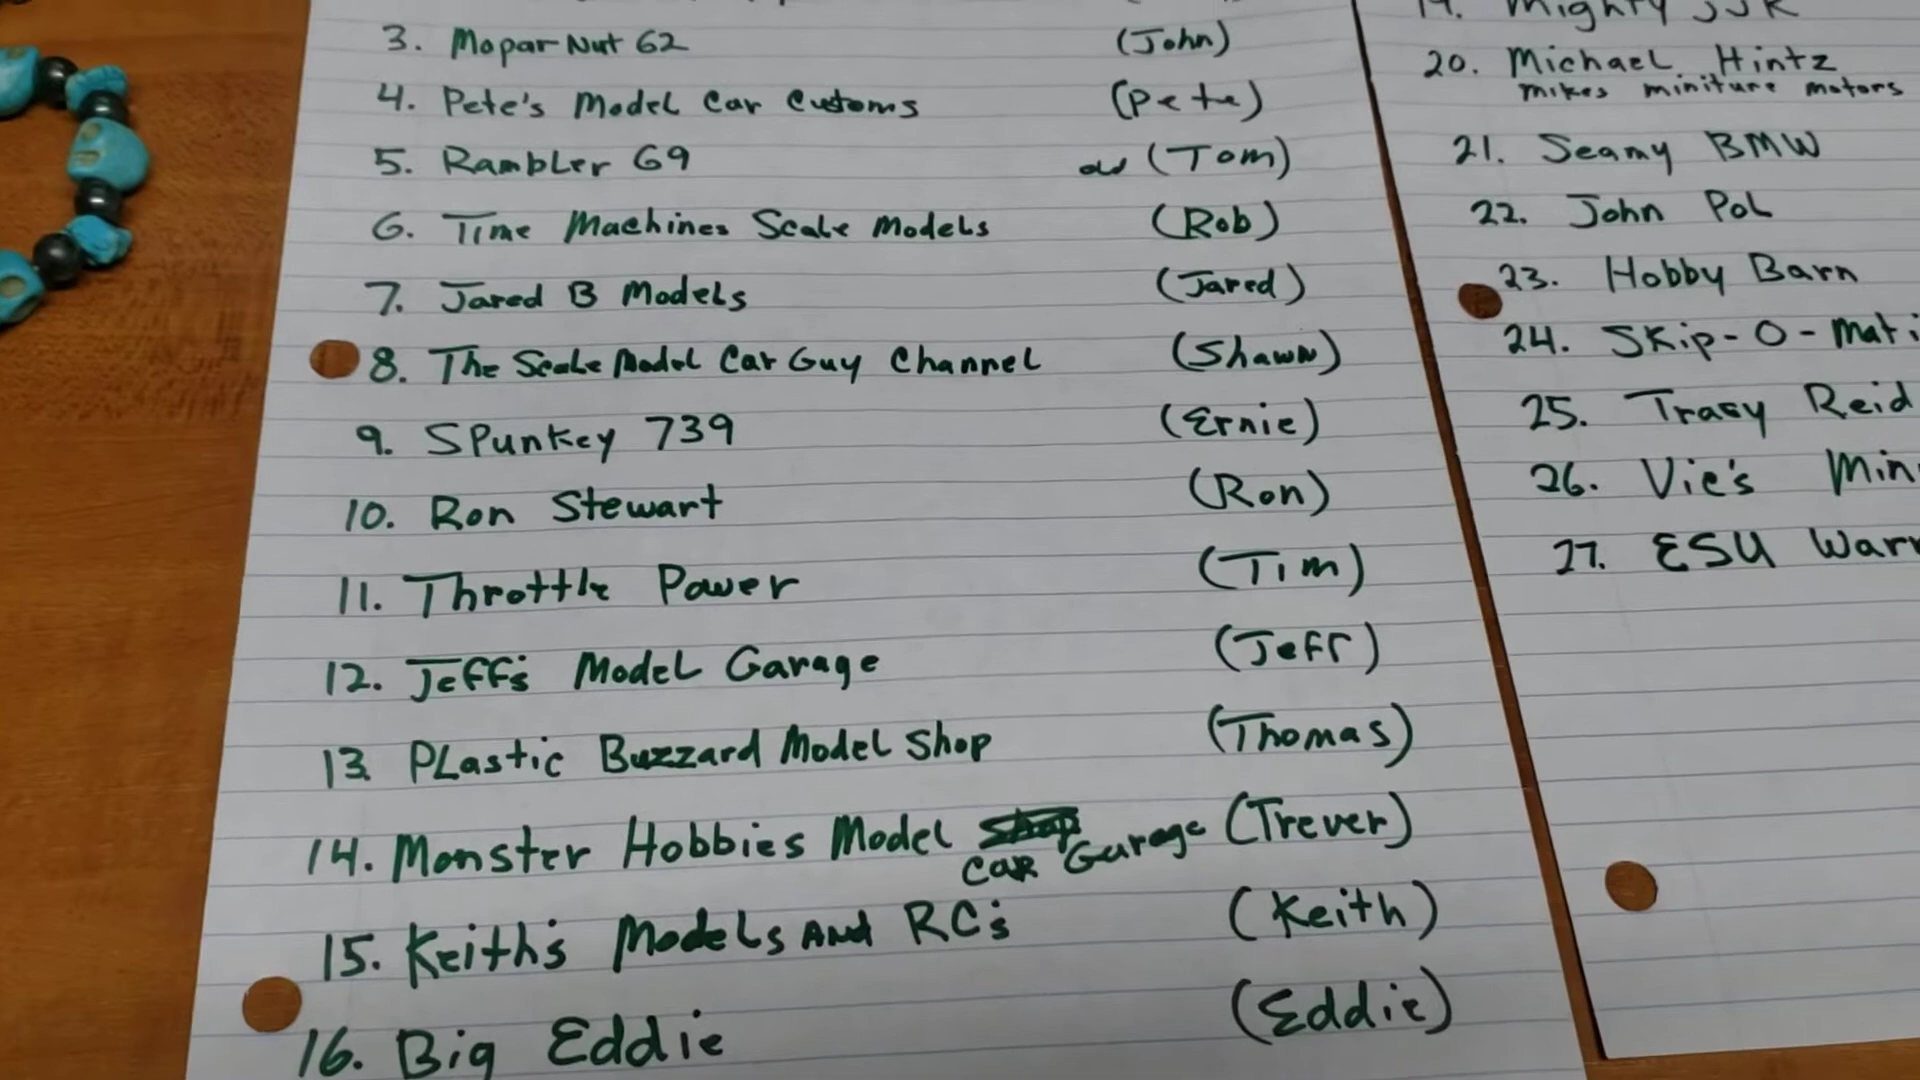 3. Mopar Nut 62 (John)
4. Pete's Model Car Customs (Pete)
5. Rambler 69 (Tom)
6. Time Machines Scale Models (Rob)
7. Jared B Models (Jared)
8. The Scale Model Car Guy Channel (Shawn)
9. Spunkey 739 (Ernie)
10. Ron Stewart (Ron)
11. Throttle Power (Tim)
12. Jeff's Model Garage (Jeff)
13. Plastic Buzzard Model Shop (Thomas)
14. Monster Hobbies Model Car Garage (Trever)
15. Keith's Models And RC's (Keith)
16. Big Eddie (Eddie)
19. Mighty JJK
20. Michael Hintz
mikes miniture motors
21. Seamy BMW
22. John Pol
23. Hobby Barn
24. Skip-O-Mati
25. Tracy Reid
26. Vic's Min
27. ESU Warr